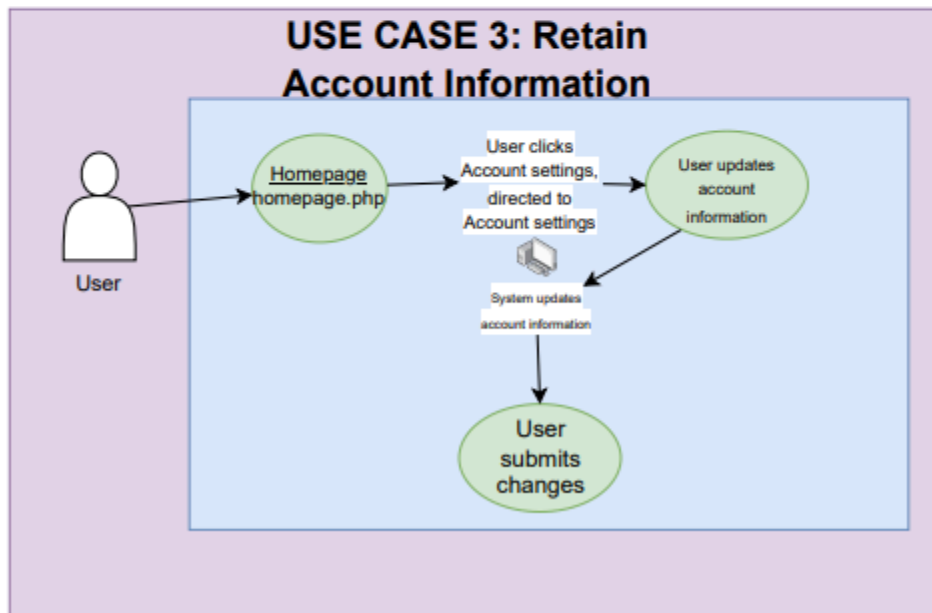 USE CASE 3: Retain
Account Information
Homepage
homepage.php
User clicks
Account settings,
directed to
Account settings
User updates
account
information
User
System updates
account information
User
submits
changes